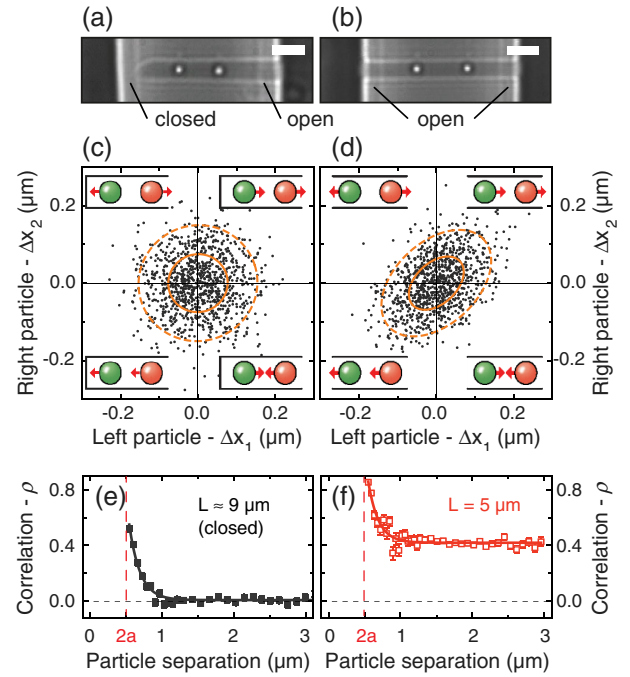 (a)
(b)
closed
open
open
(c)
(d)
Right particle - Δx₂ (μm)
0.2
0.0
-0.2
-0.2
0.0
0.2
Left particle - Δx₁ (μm)
-0.2
0.0
0.2
Left particle - Δx₁ (μm)
0.2
0.0
-0.2
Right particle - Δx₂ (μm)
(e)
L ≈ 9 μm
(closed)
Correlation - ρ
0.8
0.4
0.0
0
2a
1
2
3
Particle separation (μm)
(f)
L = 5 μm
0.8
0.4
0.0
Correlation - ρ
0
2a
1
2
3
Particle separation (μm)